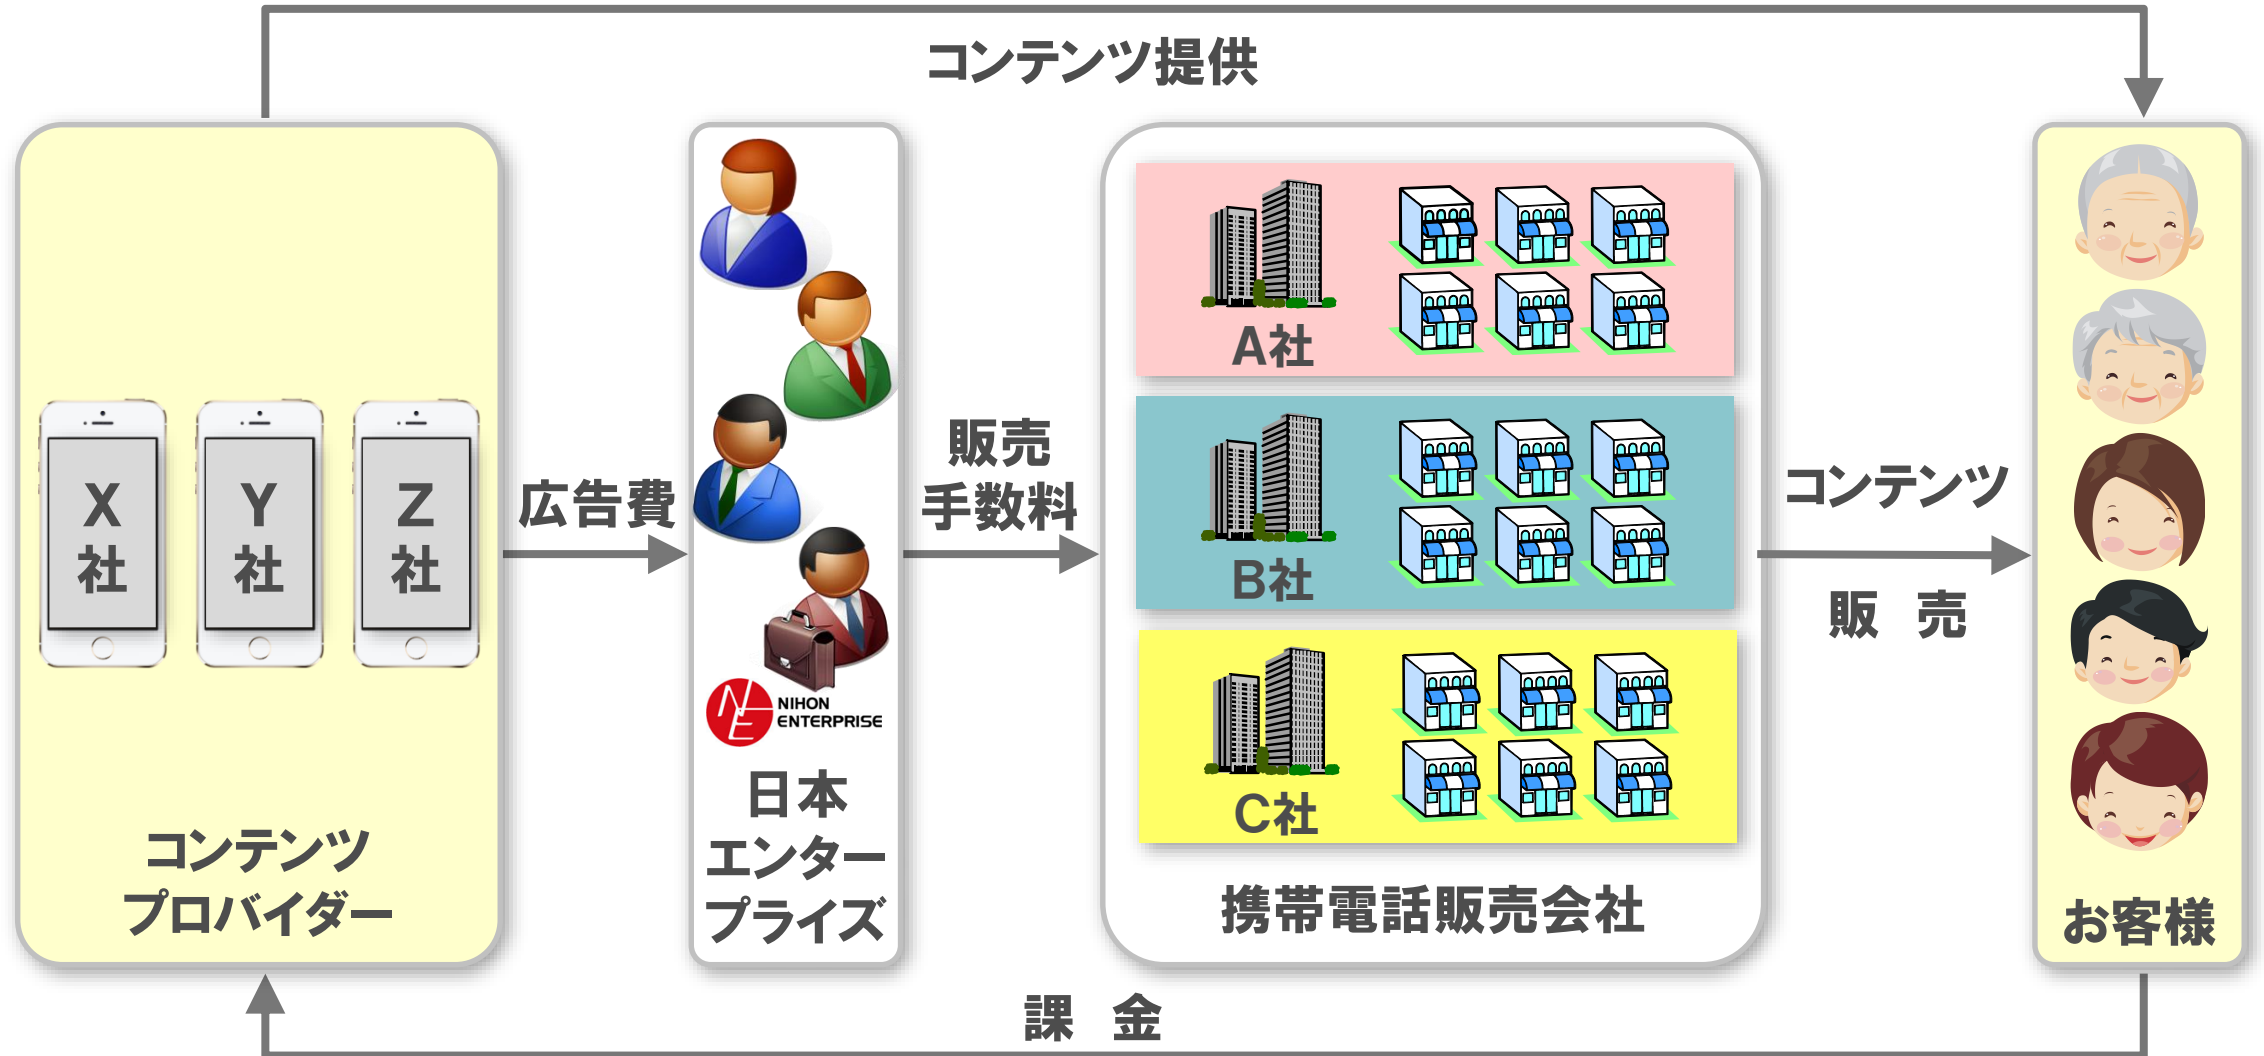 コンテンツ提供
X
社
Y
社
Z
社
コンテンツ
プロバイダー
広告費
NIHON
ENTERPRISE
日本
エンター
プライズ
販売
手数料
A社
B社
C社
携帯電話販売会社
コンテンツ
販 売
お客様
課 金